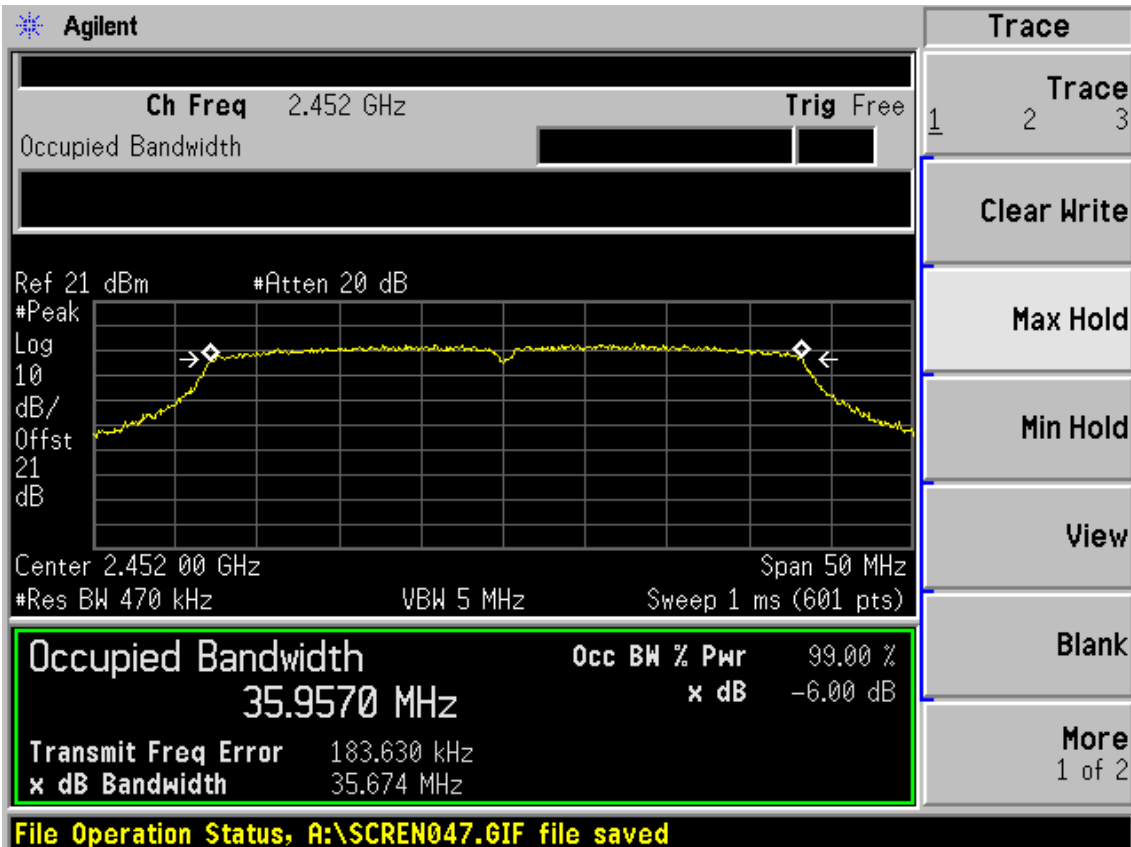 Agilent
Trace
Ch Freq 2.452 GHz Trig Free
Occupied Bandwidth
Trace
1 2 3
Clear Write
Max Hold
Min Hold
View
Blank
More
1 of 2
Ref 21 dBm #Atten 20 dB
#Peak
Log
10
dB/
Offst
21
dB
Center 2.452 00 GHz Span 50 MHz
#Res BW 470 kHz VBW 5 MHz Sweep 1 ms (601 pts)
Occupied Bandwidth Occ BW % Pwr 99.00 %
35.9570 MHz x dB -6.00 dB
Transmit Freq Error 183.630 kHz
x dB Bandwidth 35.674 MHz
File Operation Status, A:\SCREN047.GIF file saved